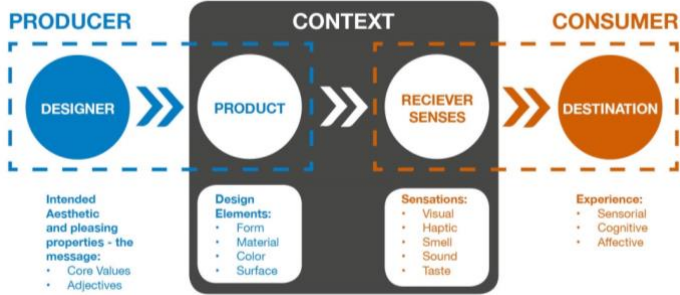 PRODUCER
CONTEXT
CONSUMER
DESIGNER
PRODUCT
RECIEVER
SENSES
DESTINATION
Intended
Aesthetic
and pleasing
properties - the
message:
• Core Values
• Adjectives
Design
Elements:
• Form
• Material
• Color
• Surface
Sensations:
• Visual
• Haptic
• Smell
• Sound
• Taste
Experience:
• Sensorial
• Cognitive
• Affective